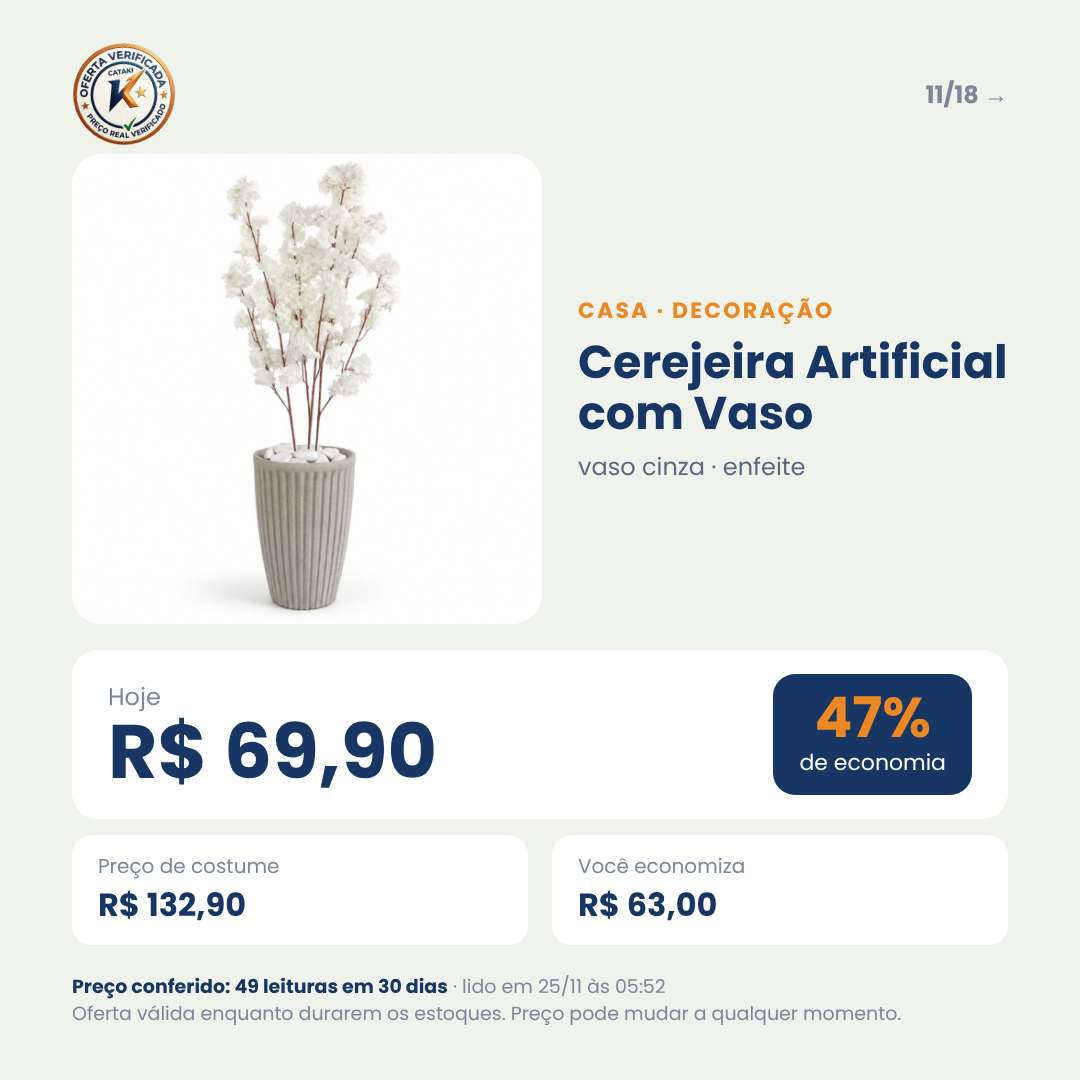 OFERTA VERIFICADA
CATAKI
PREÇO REAL VERIFICADO
11/18 →
CASA · DECORAÇÃO
Cerejeira Artificial
com Vaso
vaso cinza · enfeite
Hoje
R$ 69,90
47%
de economia
Preço de costume
R$ 132,90
Você economiza
R$ 63,00
Preço conferido: 49 leituras em 30 dias · lido em 25/11 às 05:52
Oferta válida enquanto durarem os estoques. Preço pode mudar a qualquer momento.